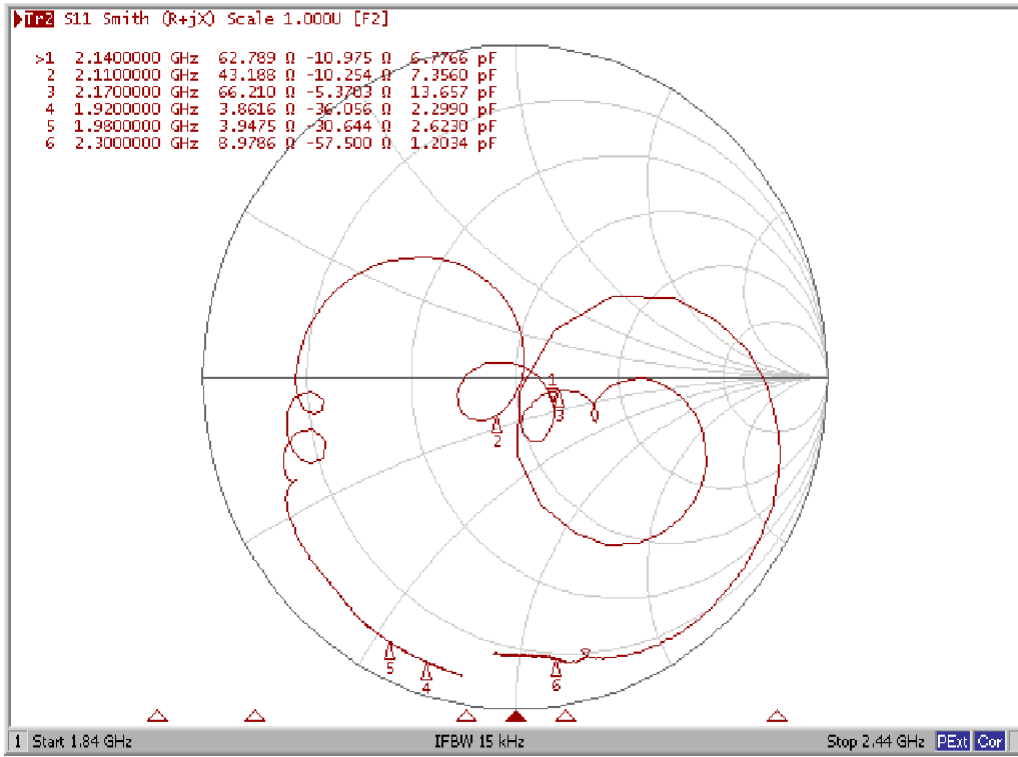 Tr2 S11 Smith (R+jX) Scale 1.000U [F2]
>1 2.1400000 GHz 62.789 Ω -10.975 Ω 6.7766 pF
2 2.1100000 GHz 43.188 Ω -10.254 Ω 7.3560 pF
3 2.1700000 GHz 66.210 Ω -5.3703 Ω 13.657 pF
4 1.9200000 GHz 3.8616 Ω -36.056 Ω 2.2990 pF
5 1.9800000 GHz 3.9475 Ω -30.644 Ω 2.6230 pF
6 2.3000000 GHz 8.9786 Ω -57.500 Ω 1.2034 pF
1
3
2
5
4
6
1 Start 1.84 GHz IFBW 15 kHz Stop 2.44 GHz PExt Cor